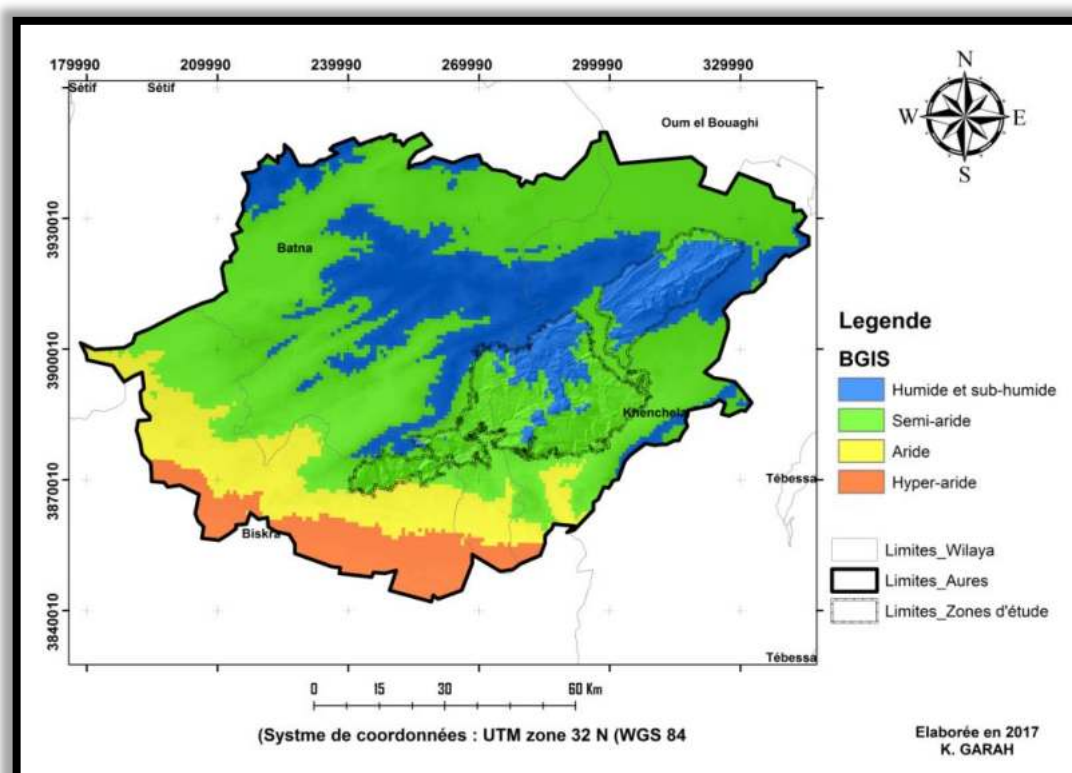 179990 209990 239990 269990 299990 329990
Sétif Sétif
Oum el Bouaghi
N
W E
S
3930010
Batna
3900010
Khenchela
3870010
Tébessa
Biskra
3840010
Tébessa
Legende
BGIS
Humide et sub-humide
Semi-aride
Aride
Hyper-aride
Limites_Wilaya
Limites_Aures
Limites_Zones d'étude
0 15 30 60 Km
(Systme de coordonnées : UTM zone 32 N (WGS 84
Elaborée en 2017
K. GARAH